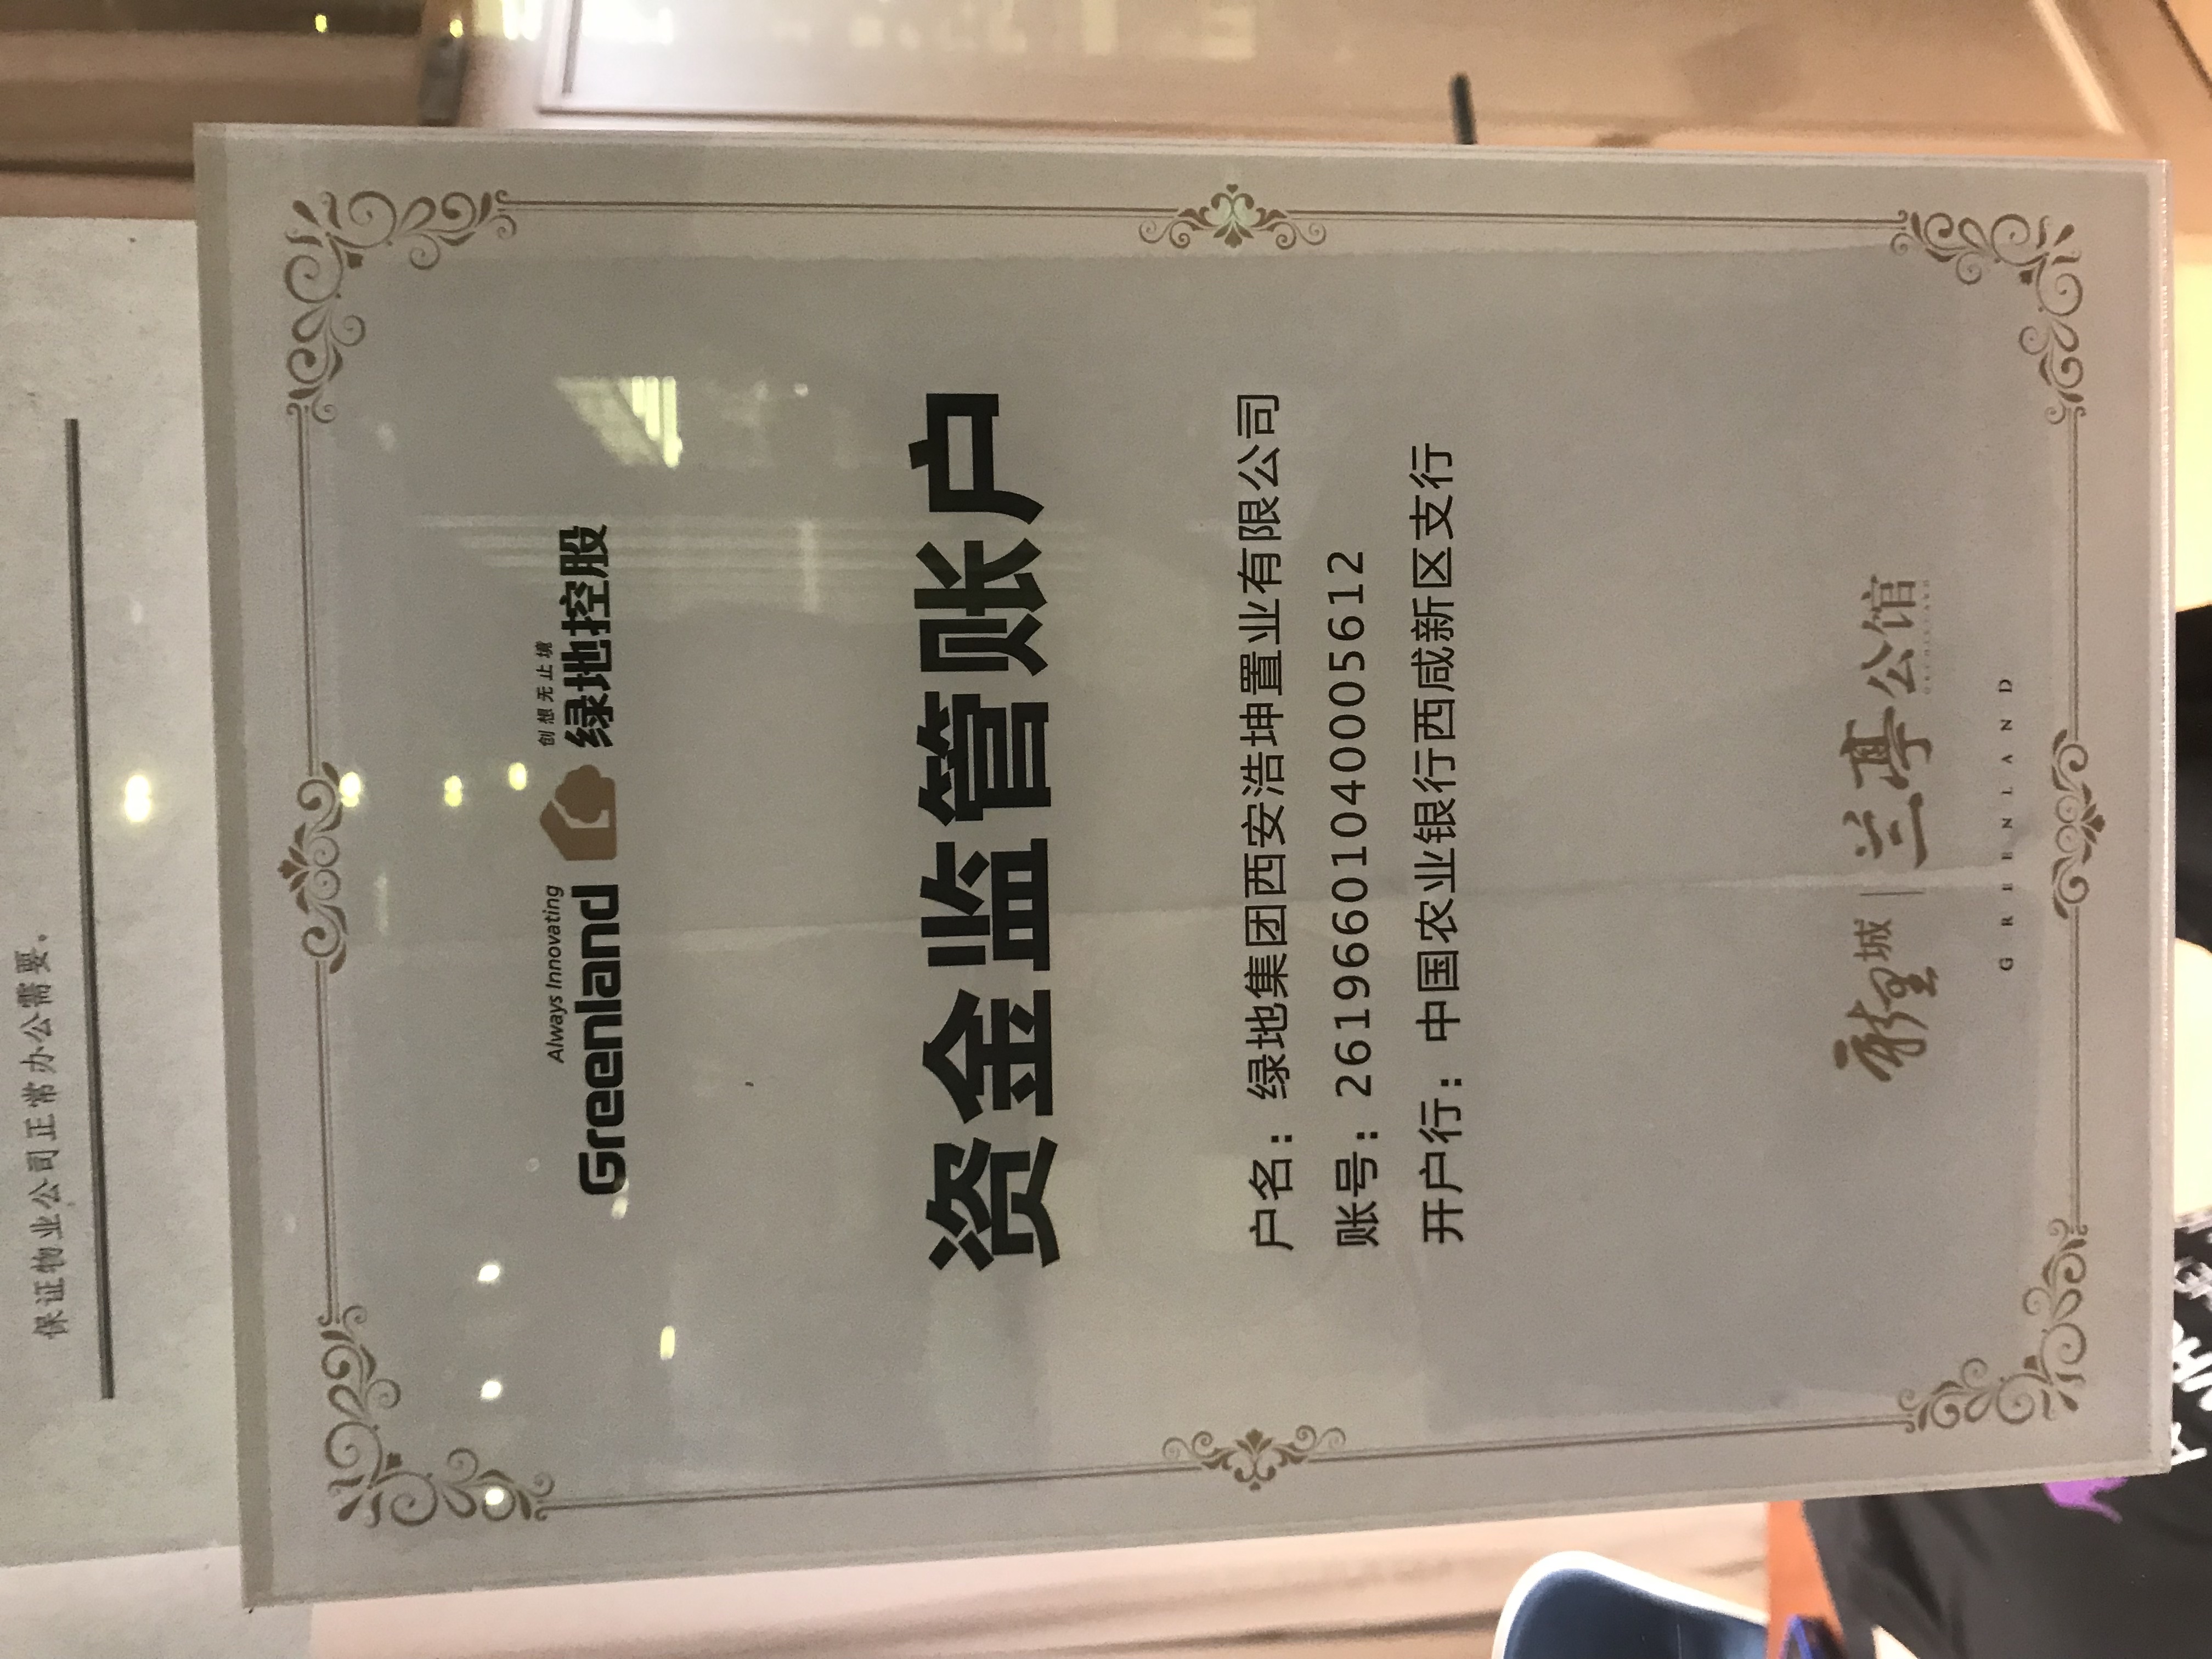 保证物业公司正常办公需要。
Always Innovating
Greenland
创想无止境
绿地控股
资金监管账户
户名：绿地集团西安浩坤置业有限公司
账号：26196601040005612
开户行：中国农业银行西咸新区支行
新里城 | 兰亭公馆
GREENLAND